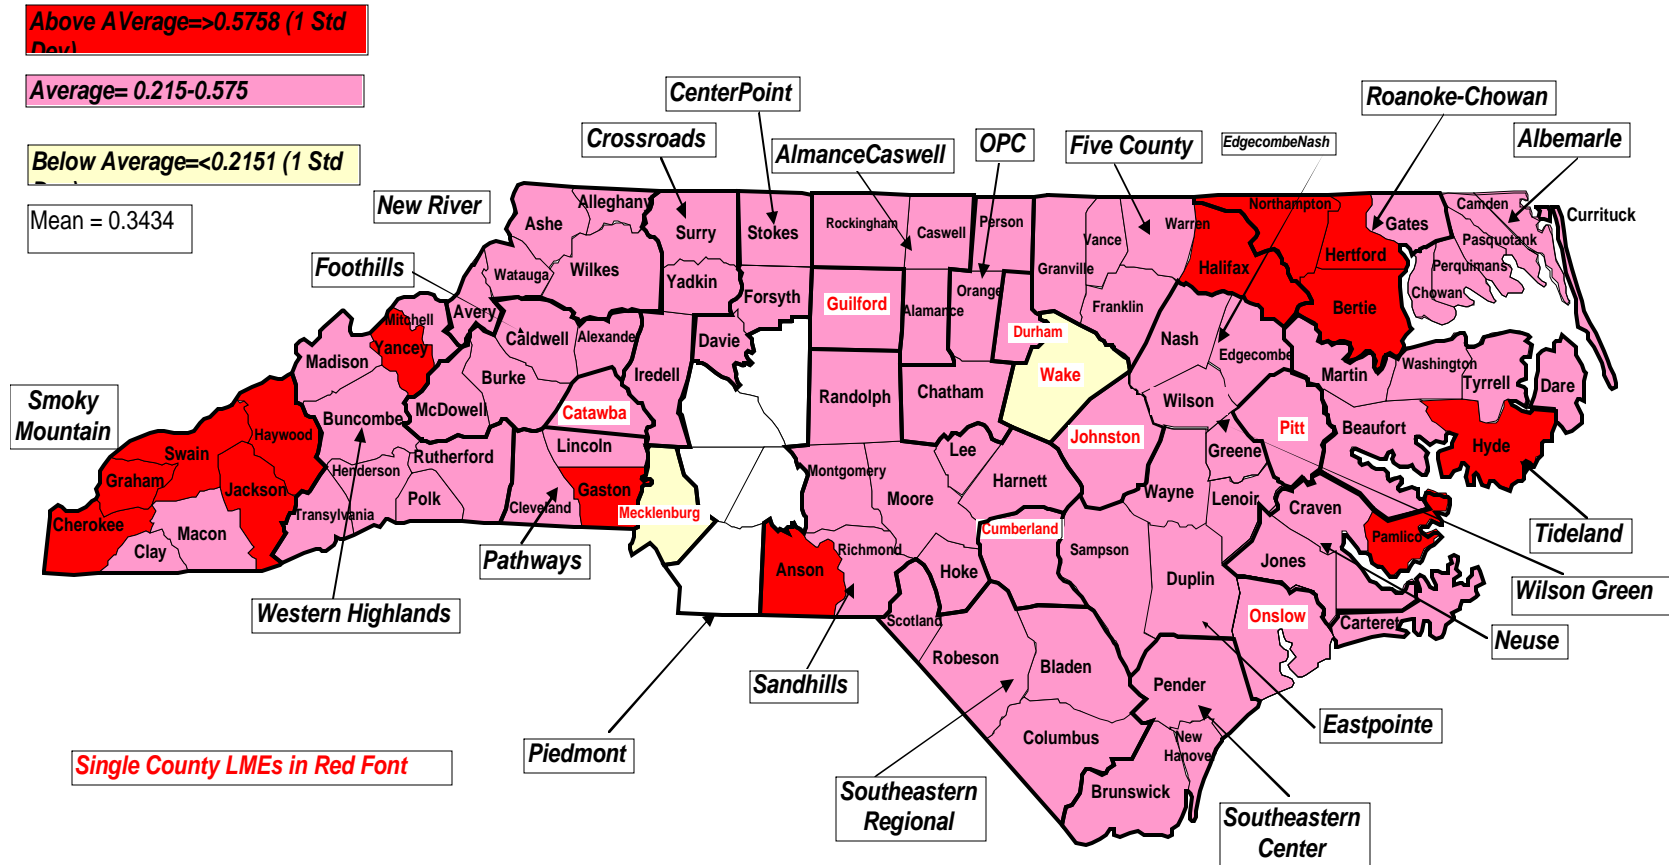 Above AVerage=>0.5758 (1 Std
Dev)
Average= 0.215-0.575
Below Average=<0.2151 (1 Std
Mean = 0.3434
CenterPoint
Crossroads
AlmanceCaswell
OPC
Five County
EdgecombeNash
Roanoke-Chowan
Albemarle
New River
Foothills
Smoky
Mountain
Western Highlands
Pathways
Piedmont
Sandhills
Southeastern
Regional
Southeastern
Center
Eastpointe
Neuse
Wilson Green
Tideland
Single County LMEs in Red Font
Alleghany
Ashe
Surry
Stokes
Rockingham
Caswell
Person
Vance
Warren
Northampton
Gates
Camden
Currituck
Pasquotank
Perquimans
Chowan
Hertford
Halifax
Bertie
Granville
Franklin
Watauga
Wilkes
Yadkin
Forsyth
Guilford
Alamance
Orange
Durham
Nash
Edgecombe
Martin
Washington
Tyrrell
Dare
Mitchell
Avery
Caldwell
Alexander
Davie
Iredell
Madison
Yancey
Burke
McDowell
Catawba
Randolph
Chatham
Wake
Wilson
Pitt
Beaufort
Hyde
Johnston
Greene
Buncombe
Haywood
Swain
Graham
Jackson
Cherokee
Macon
Clay
Henderson
Transylvania
Rutherford
Polk
Lincoln
Cleveland
Gaston
Mecklenburg
Montgomery
Moore
Lee
Harnett
Wayne
Lenoir
Craven
Pamlico
Cumberland
Sampson
Duplin
Jones
Anson
Richmond
Hoke
Scotland
Robeson
Bladen
Onslow
Carteret
Pender
Columbus
New
Hanover
Brunswick